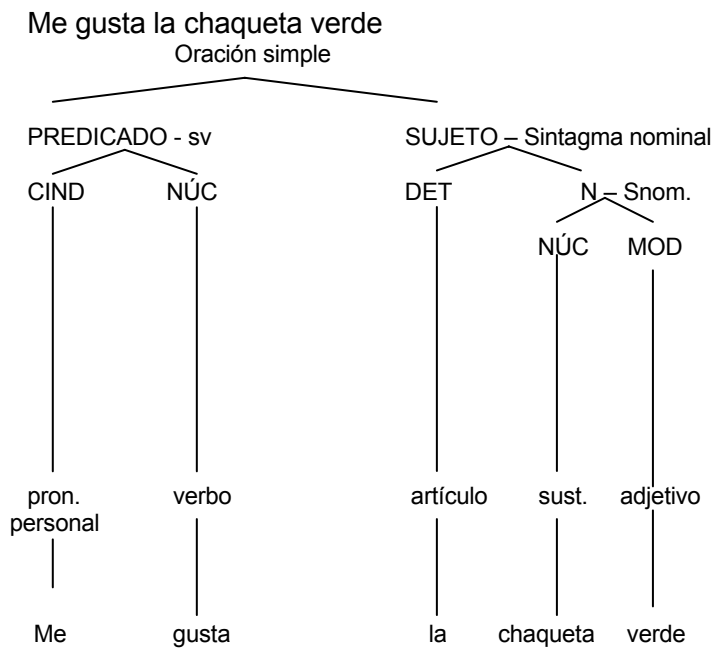 Me gusta la chaqueta verde
Oración simple
PREDICADO - sv SUJETO – Sintagma nominal
CIND NÚC DET N – Snom.
NÚC MOD
pron. verbo artículo sust. adjetivo
personal
Me gusta la chaqueta verde